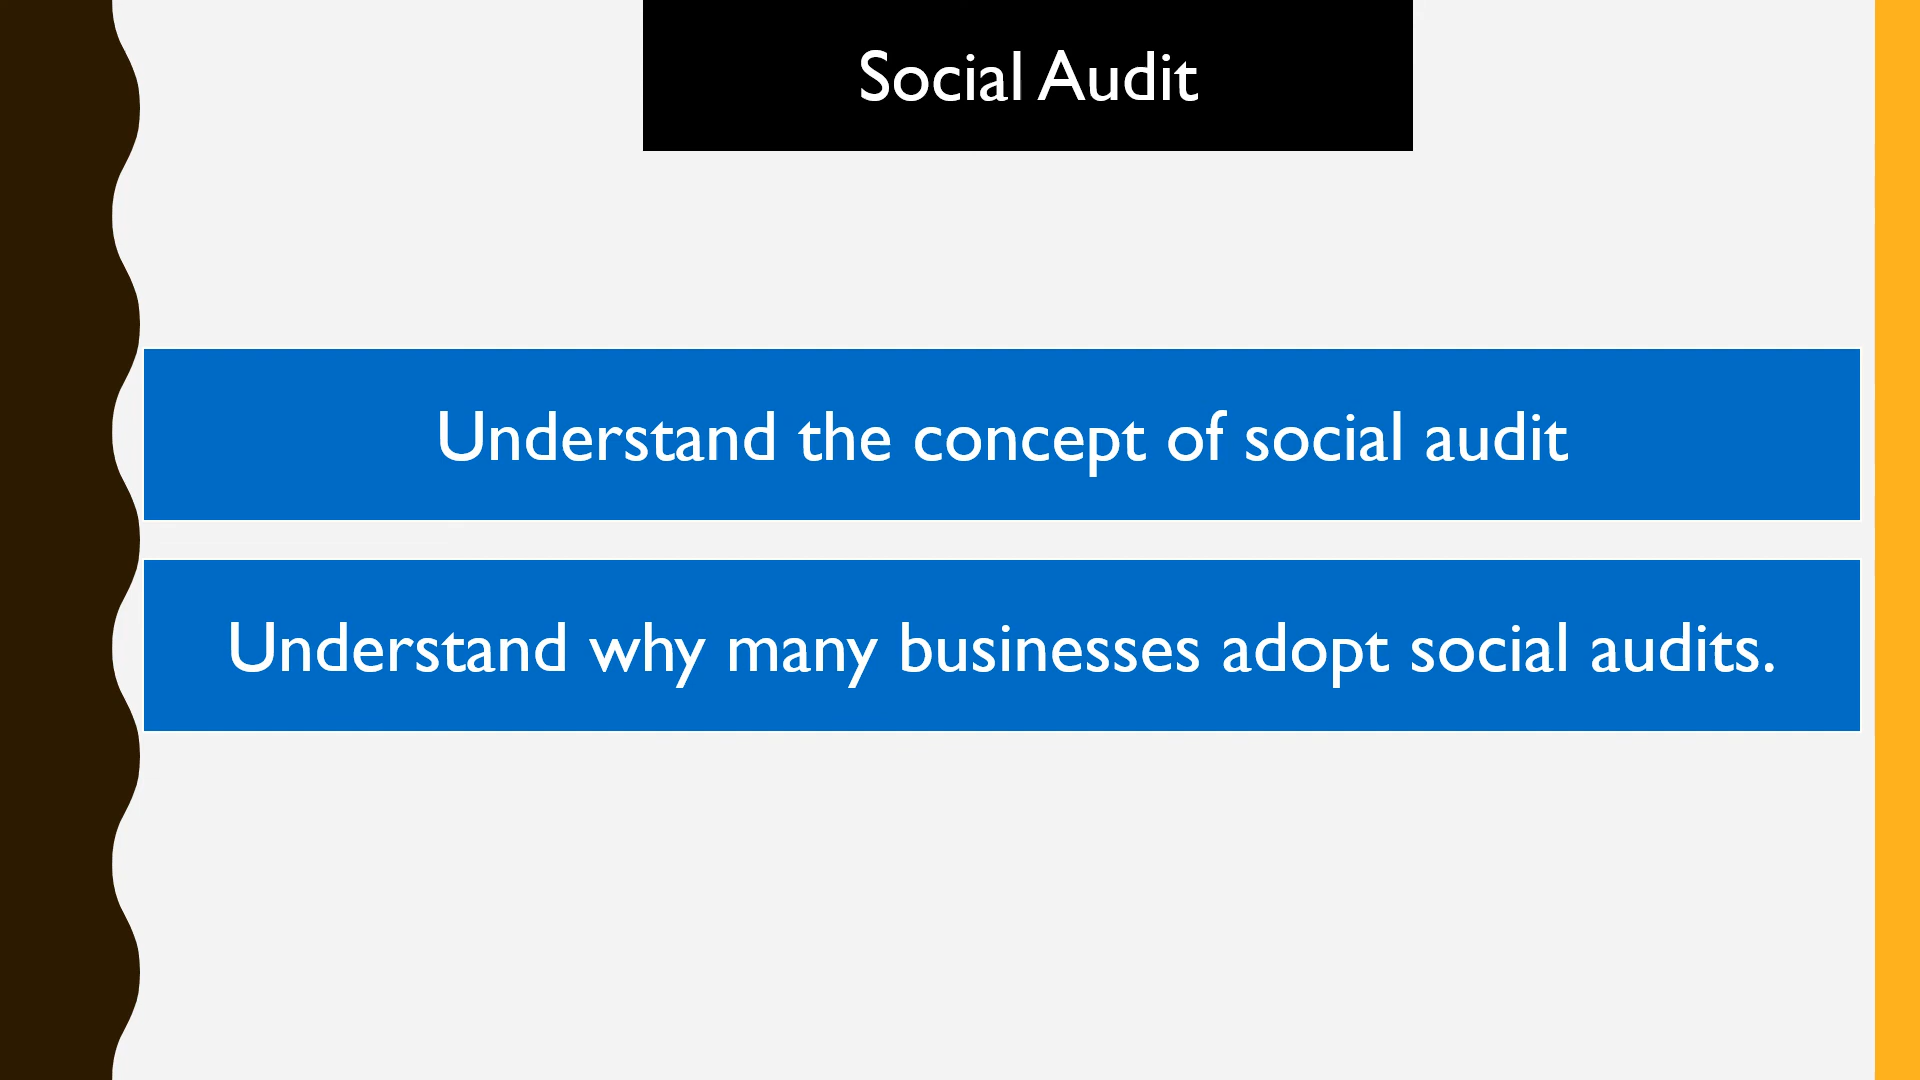 Social Audit
Understand the concept of social audit
Understand why many businesses adopt social audits.